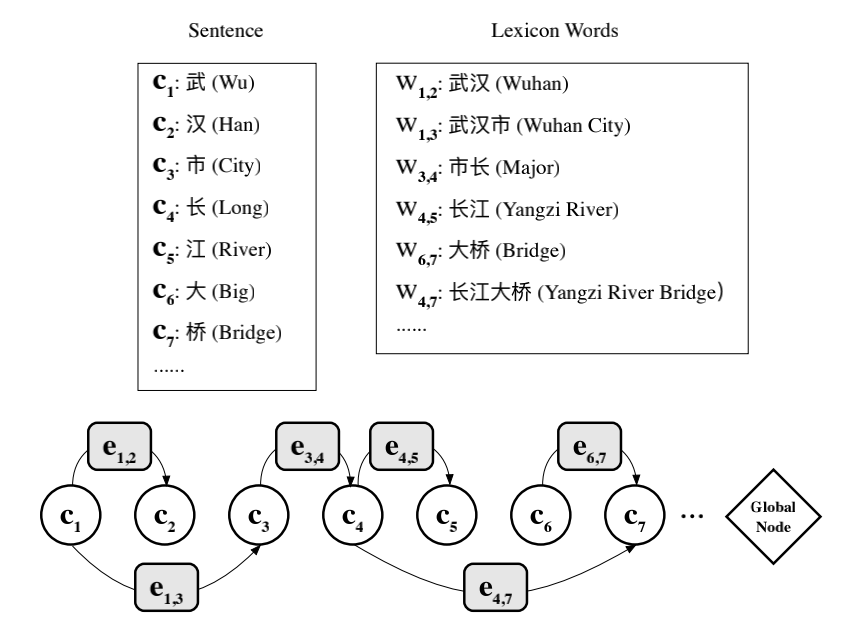 Sentence
c1: 武 (Wu)
c2: 汉 (Han)
c3: 市 (City)
c4: 长 (Long)
c5: 江 (River)
c6: 大 (Big)
c7: 桥 (Bridge)
......
Lexicon Words
w1,2: 武汉 (Wuhan)
w1,3: 武汉市 (Wuhan City)
w3,4: 市长 (Major)
w4,5: 长江 (Yangzi River)
w6,7: 大桥 (Bridge)
w4,7: 长江大桥 (Yangzi River Bridge)
......
e1,2 e3,4 e4,5 e6,7
c1 c2 c3 c4 c5 c6 c7 ... Global
Node
e1,3 e4,7